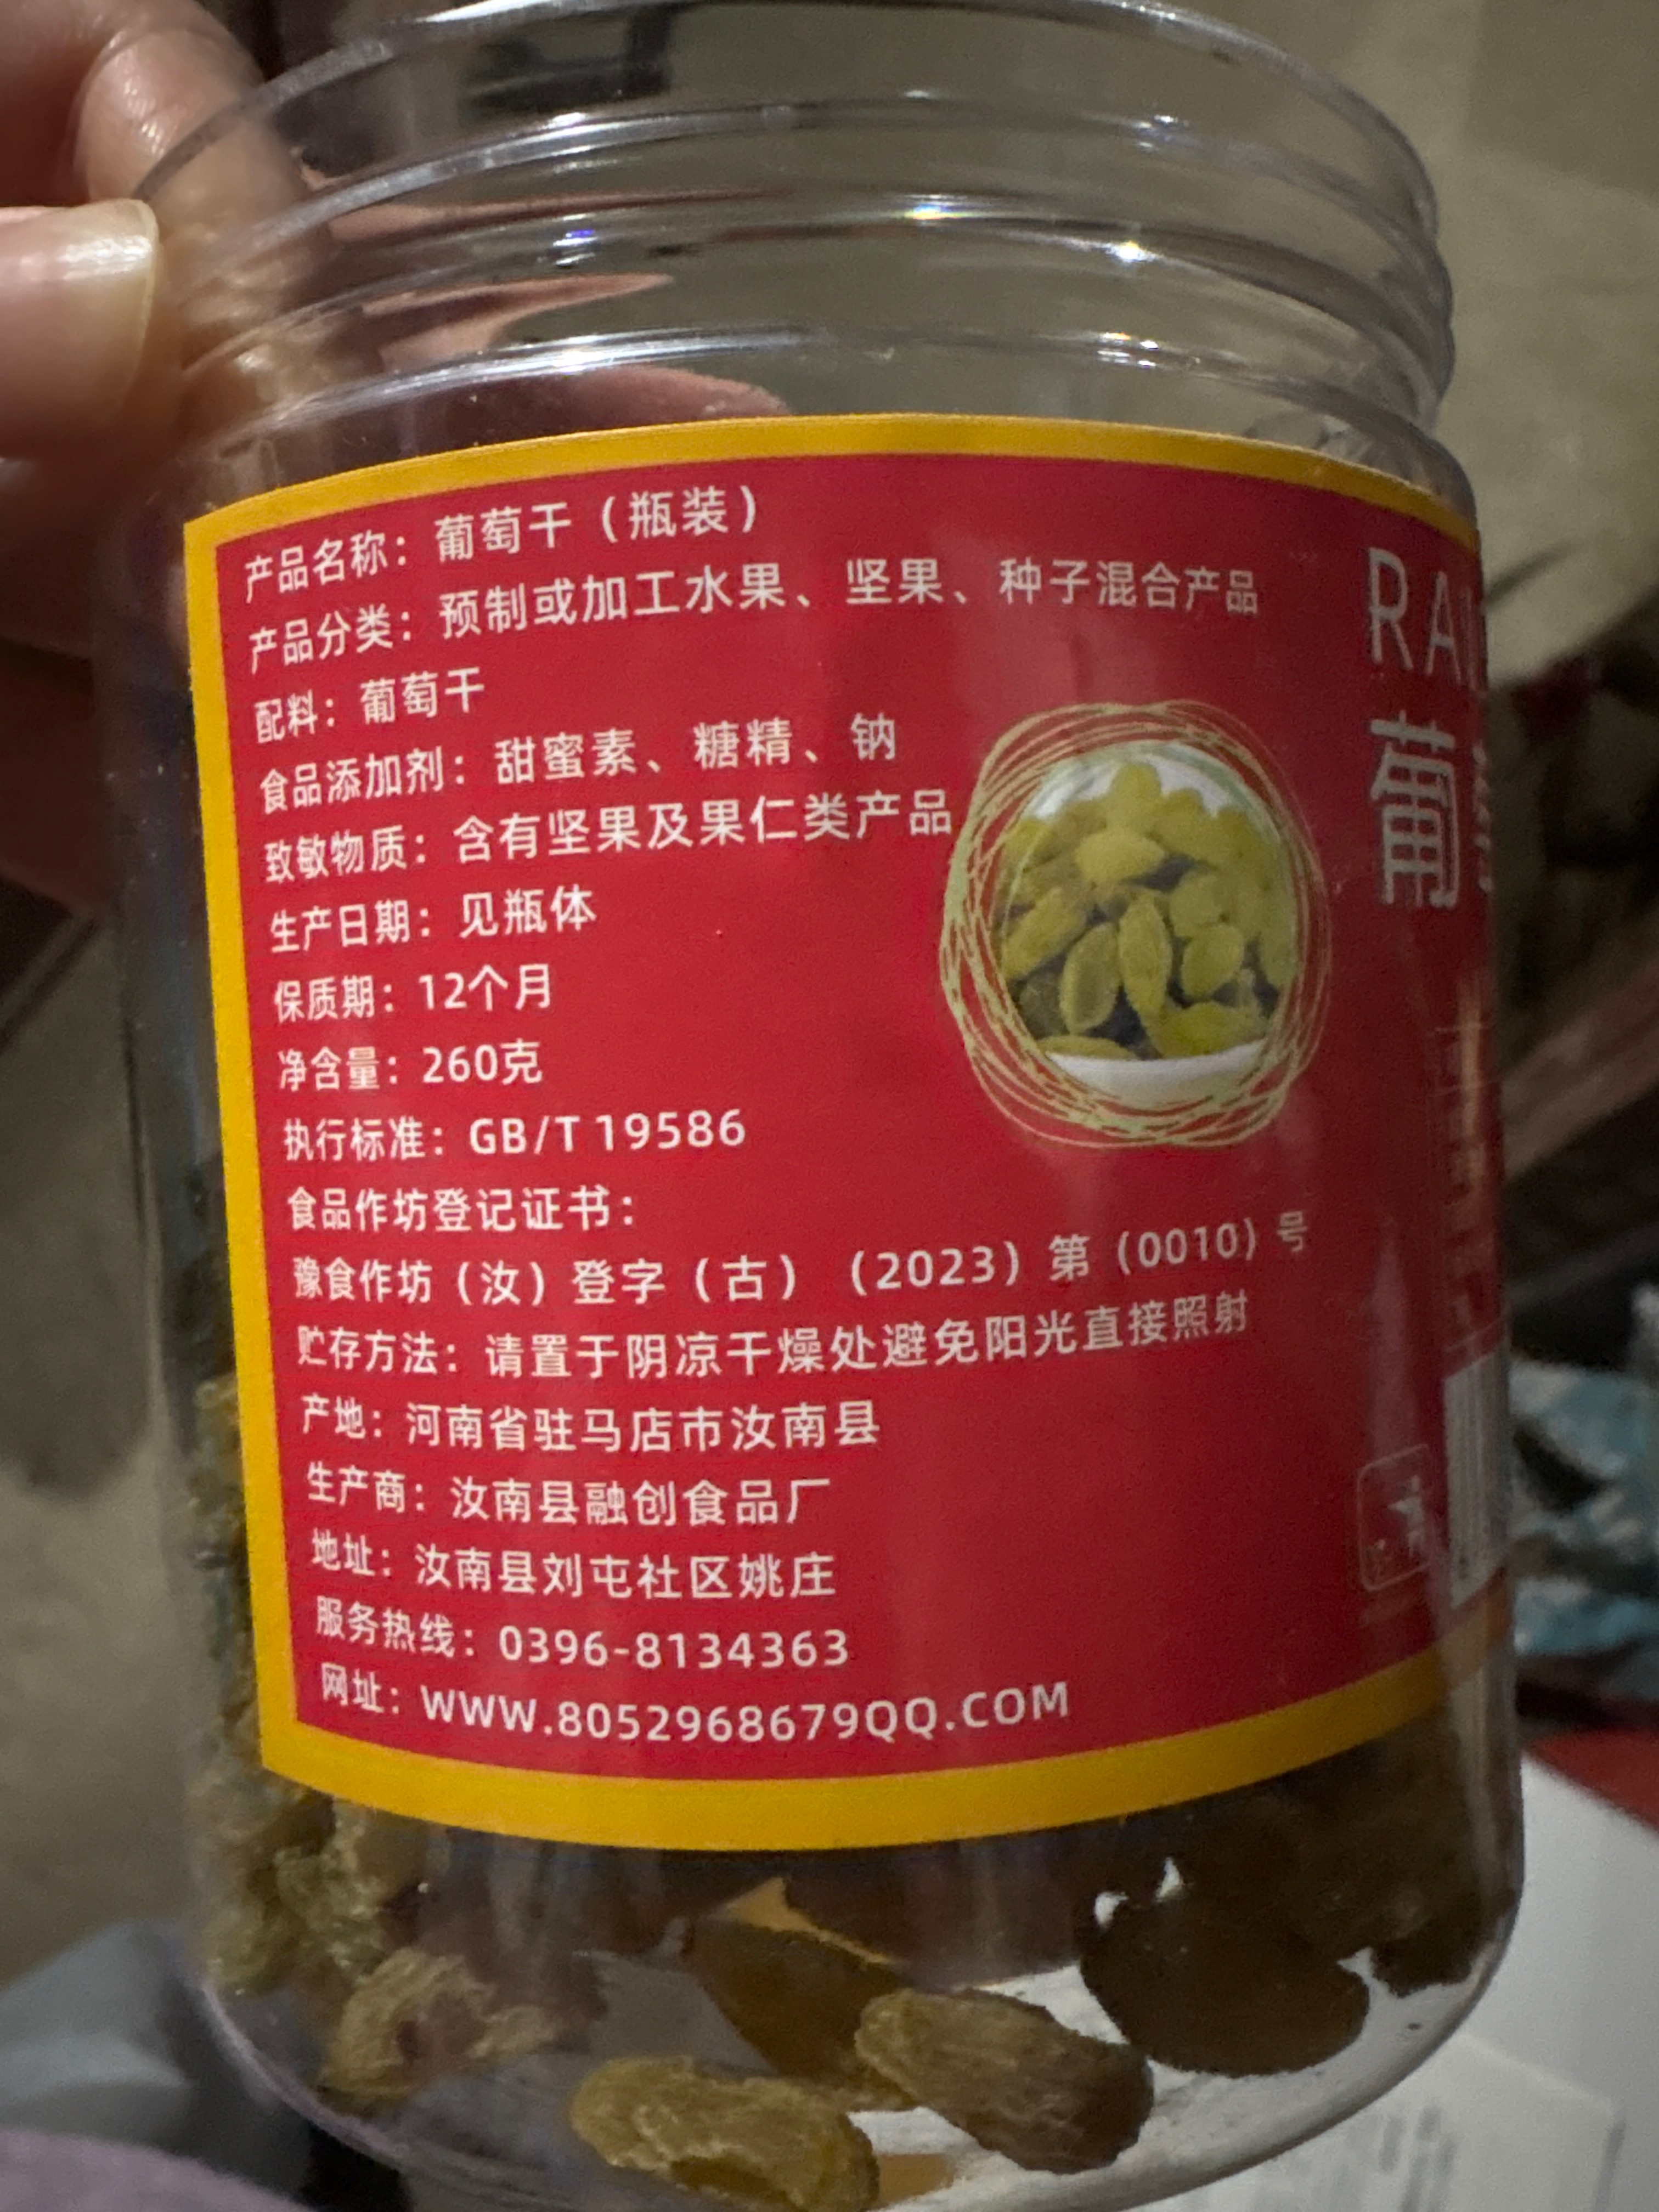 产品名称：葡萄干（瓶装）
产品分类：预制或加工水果、坚果、种子混合产品
配料：葡萄干
食品添加剂：甜蜜素、糖精、钠
致敏物质：含有坚果及果仁类产品
生产日期：见瓶体
保质期：12个月
净含量：260克
执行标准：GB/T 19586
食品作坊登记证书：
豫食作坊（汝）登字（古）（2023）第（0010）号
贮存方法：请置于阴凉干燥处避免阳光直接照射
产地：河南省驻马店市汝南县
生产商：汝南县融创食品厂
地址：汝南县刘屯社区姚庄
服务热线：0396-8134363
网址：WWW.8052968679QQ.COM
RAI
葡